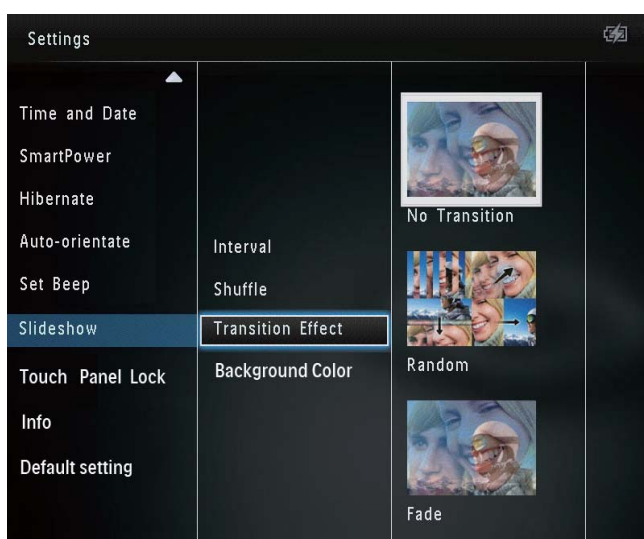 Settings
Time and Date
SmartPower
Hibernate
Auto-orientate
Set Beep
Slideshow
Touch Panel Lock
Info
Default setting
Interval
Shuffle
Transition Effect
Background Color
No Transition
Random
Fade